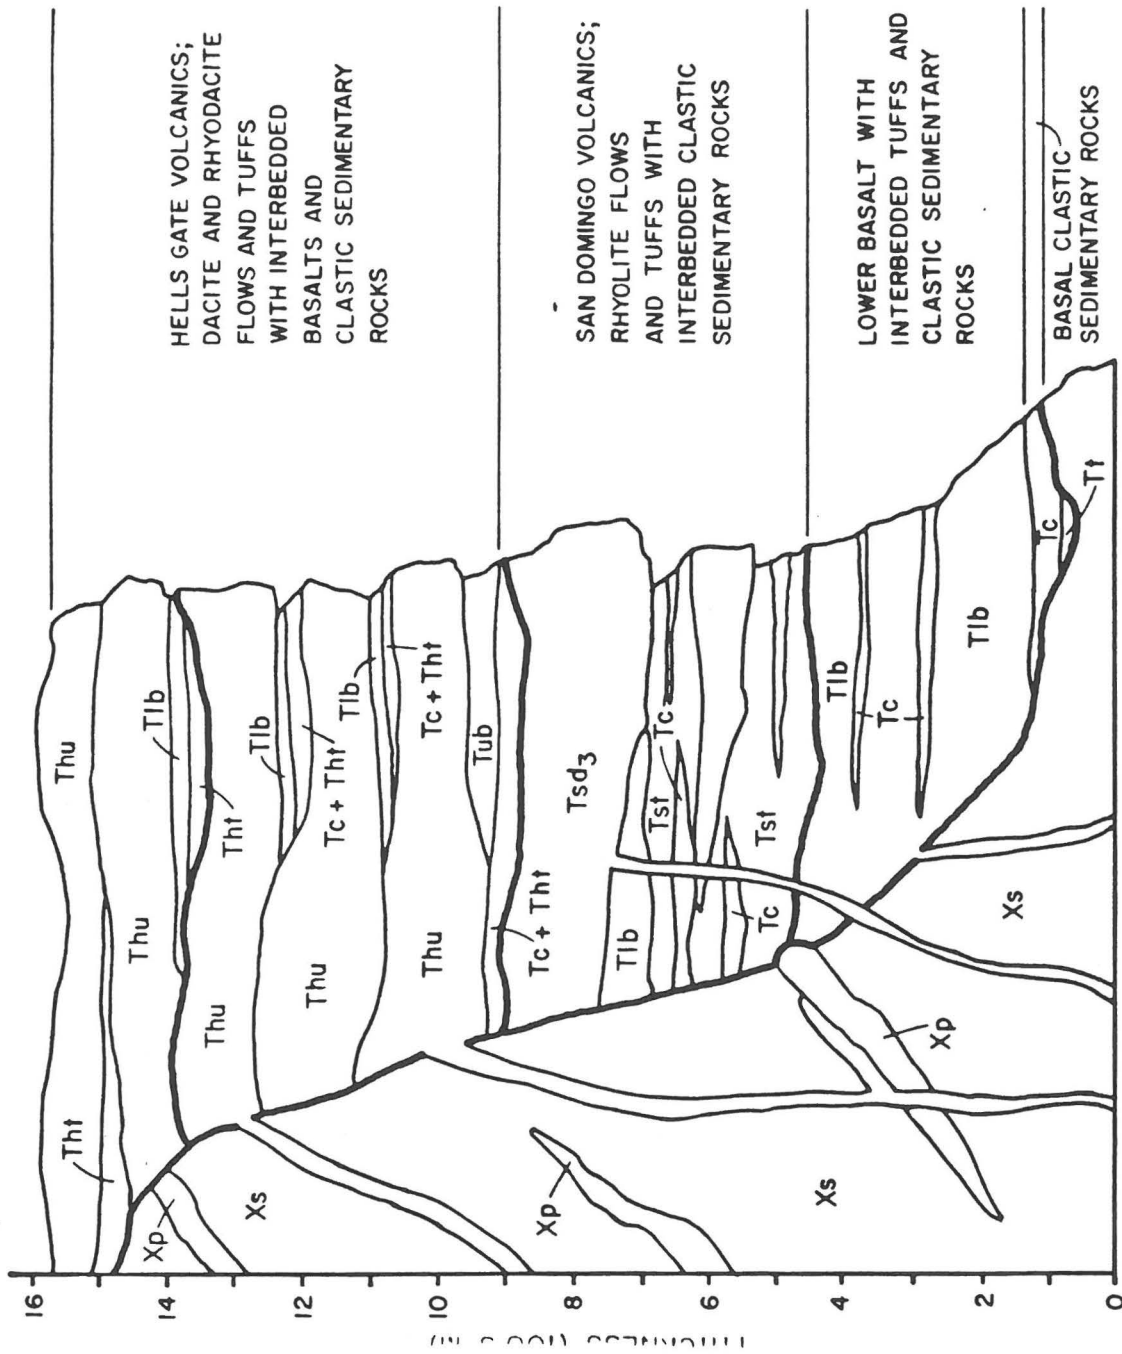 HELLS GATE VOLCANICS;
DACITE AND RHYODACITE
FLOWS AND TUFFS
WITH INTERBEDDED
BASALTS AND
CLASTIC SEDIMENTARY
ROCKS
SAN DOMINGO VOLCANICS;
RHYOLITE FLOWS
AND TUFFS WITH
INTERBEDDED CLASTIC
SEDIMENTARY ROCKS
LOWER BASALT WITH
INTERBEDDED TUFFS AND
CLASTIC SEDIMENTARY
ROCKS
BASAL CLASTIC
SEDIMENTARY ROCKS
Thu
Tht
Thu
Tlb
Tht
Thu
Tlb
Tc + Tht
Thu
Tlb
Tc + Tht
Thu
Tub
Tc + Tht
Tsd3
Tlb
Tst
Tc
Tst
Tc
Tlb
Tc
Tlb
Tc
Tt
Xp
Xs
Xp
Xs
Xp
Xs
16
14
12
10
8
6
4
2
0